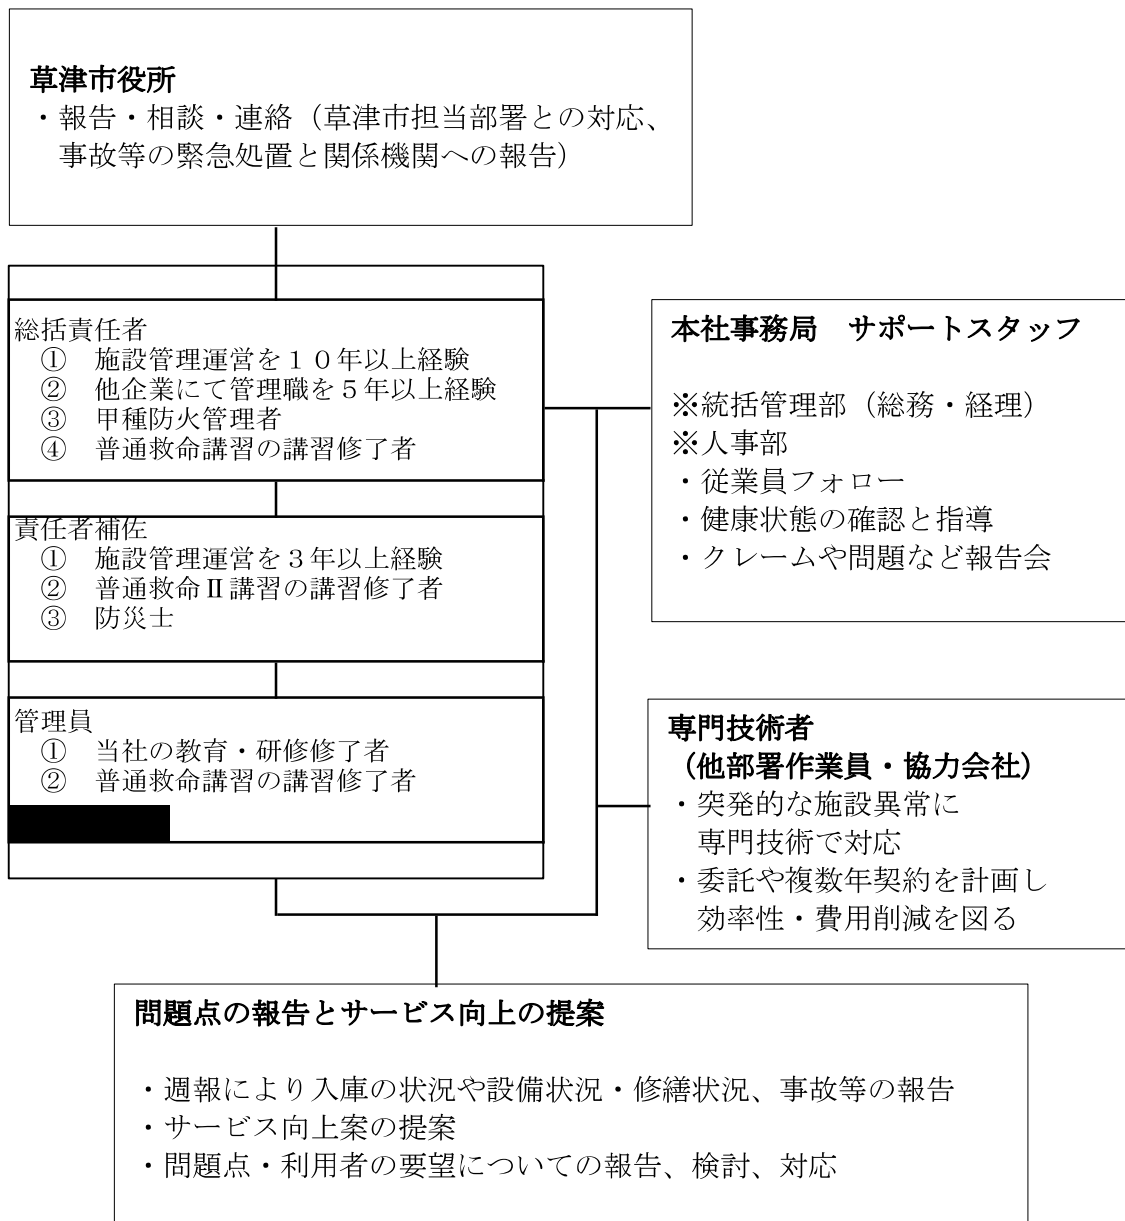 草津市役所
・報告・相談・連絡（草津市担当部署との対応、
事故等の緊急処置と関係機関への報告）
総括責任者
①　施設管理運営を１０年以上経験
②　他企業にて管理職を５年以上経験
③　甲種防火管理者
④　普通救命講習の講習修了者
責任者補佐
①　施設管理運営を３年以上経験
②　普通救命Ⅱ講習の講習修了者
③　防災士
管理員
①　当社の教育・研修修了者
②　普通救命講習の講習修了者
本社事務局　サポートスタッフ
※統括管理部（総務・経理）
※人事部
・従業員フォロー
・健康状態の確認と指導
・クレームや問題など報告会
専門技術者
（他部署作業員・協力会社）
・突発的な施設異常に
専門技術で対応
・委託や複数年契約を計画し
効率性・費用削減を図る
問題点の報告とサービス向上の提案
・週報により入庫の状況や設備状況・修繕状況、事故等の報告
・サービス向上案の提案
・問題点・利用者の要望についての報告、検討、対応